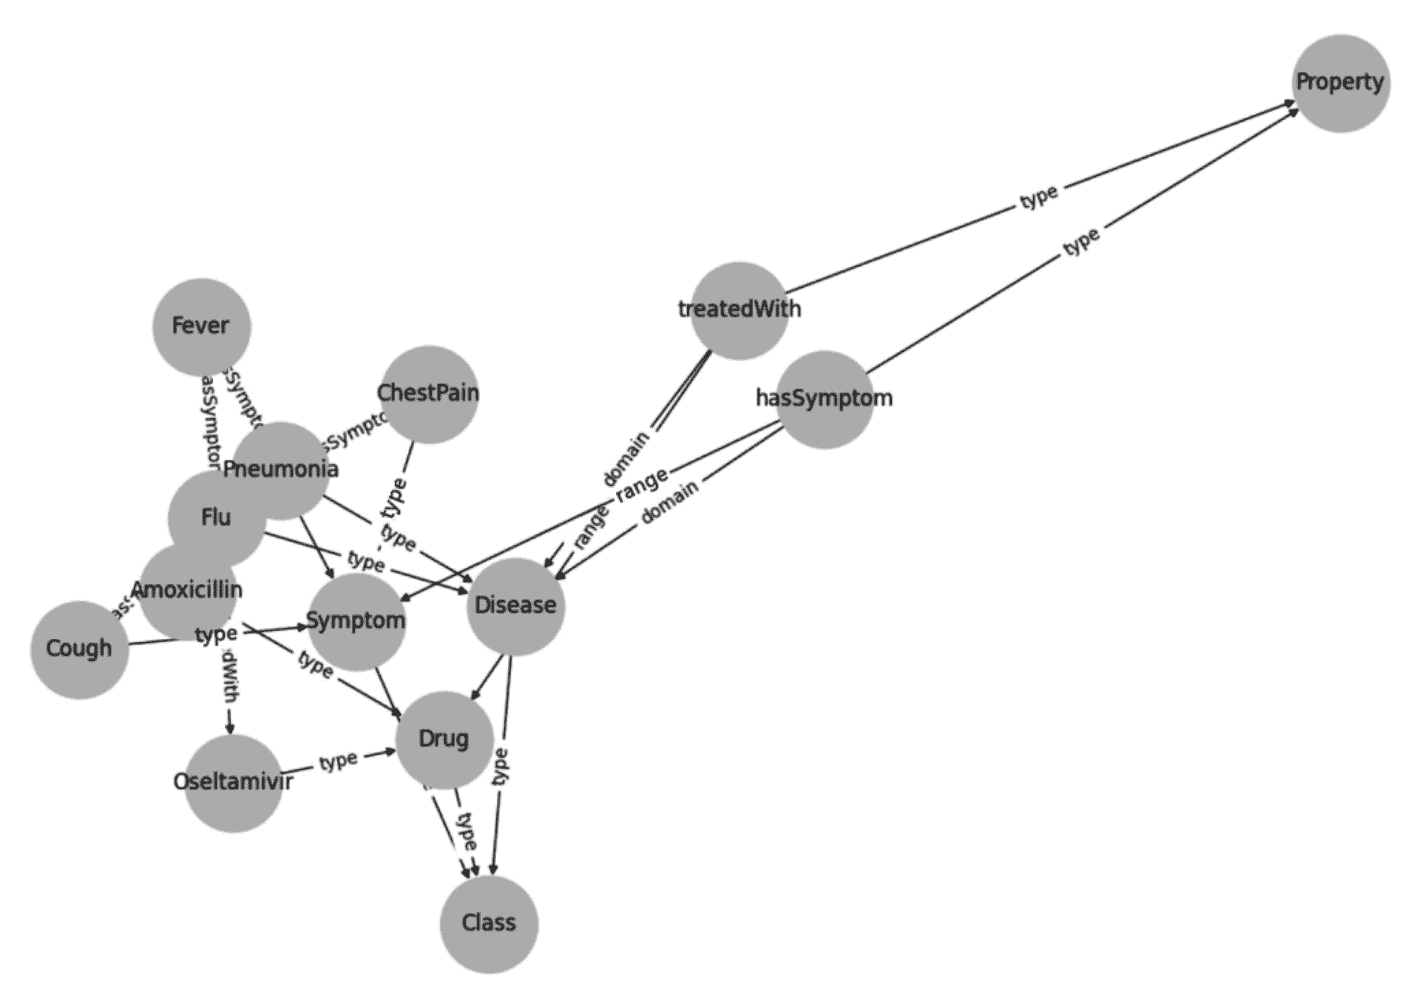 Property
type
type
treatedWith
Fever
ChestPain
hasSymptom
domain
Pneumonia
range
type
domain
Flu
range
type
type
Amoxicillin
Disease
Symptom
type
Cough
type
dWith
Drug
type
type
Oseltamivir
type
Class